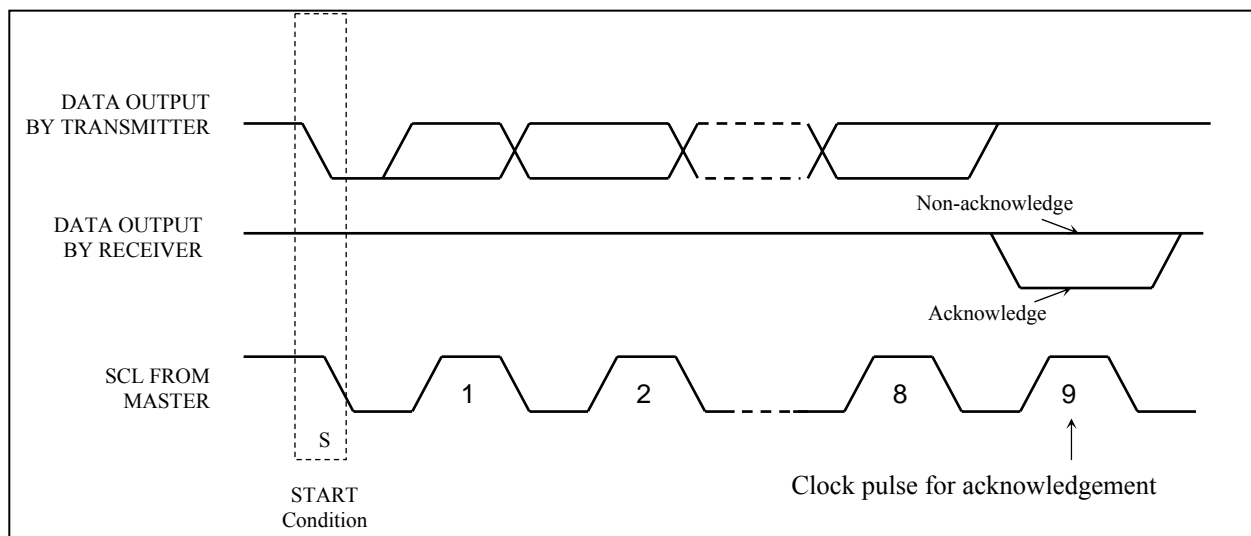 DATA OUTPUT
BY TRANSMITTER
Non-acknowledge
DATA OUTPUT
BY RECEIVER
Acknowledge
SCL FROM
MASTER
1
2
8
9
S
START
Condition
Clock pulse for acknowledgement